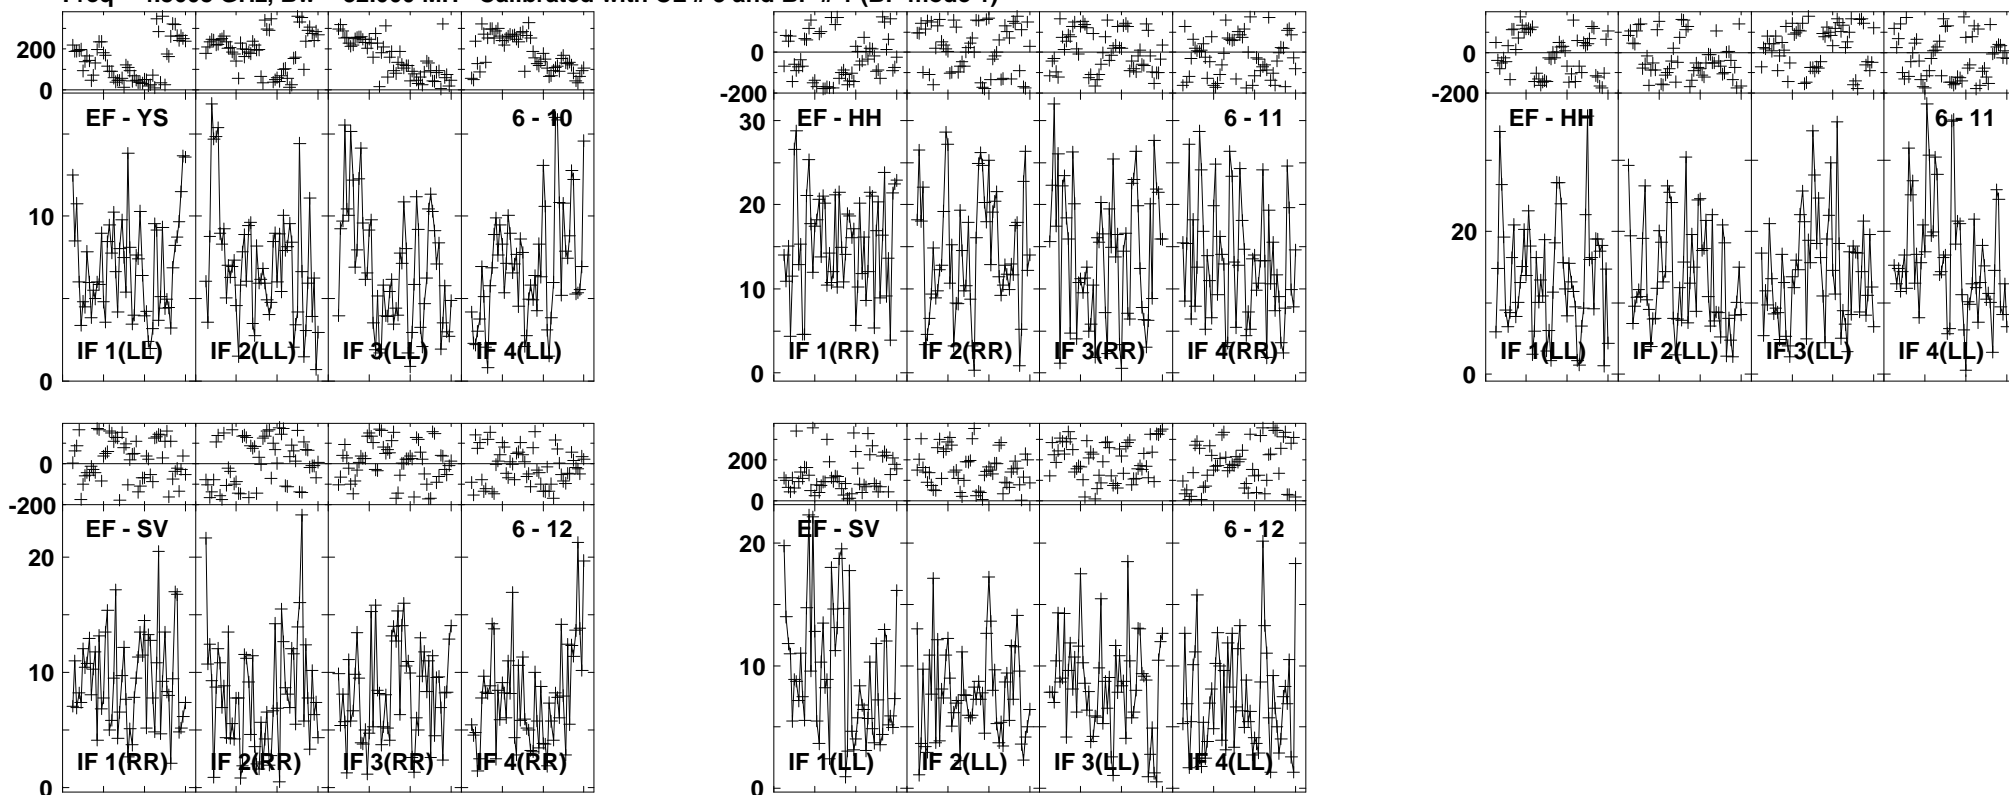 200
0
EF - YS 6 - 10
10
0
IF 1(LL) IF 2(LL) IF 3(LL) IF 4(LL)
0
-200
EF - HH 6 - 11
30
20
10
0
IF 1(RR) IF 2(RR) IF 3(RR) IF 4(RR)
0
-200
EF - HH 6 - 11
20
0
IF 1(LL) IF 2(LL) IF 3(LL) IF 4(LL)
0
-200
EF - SV 6 - 12
20
10
0
IF 1(RR) IF 2(RR) IF 3(RR) IF 4(RR)
200
0
EF - SV 6 - 12
20
10
0
IF 1(LL) IF 2(LL) IF 3(LL) IF 4(LL)